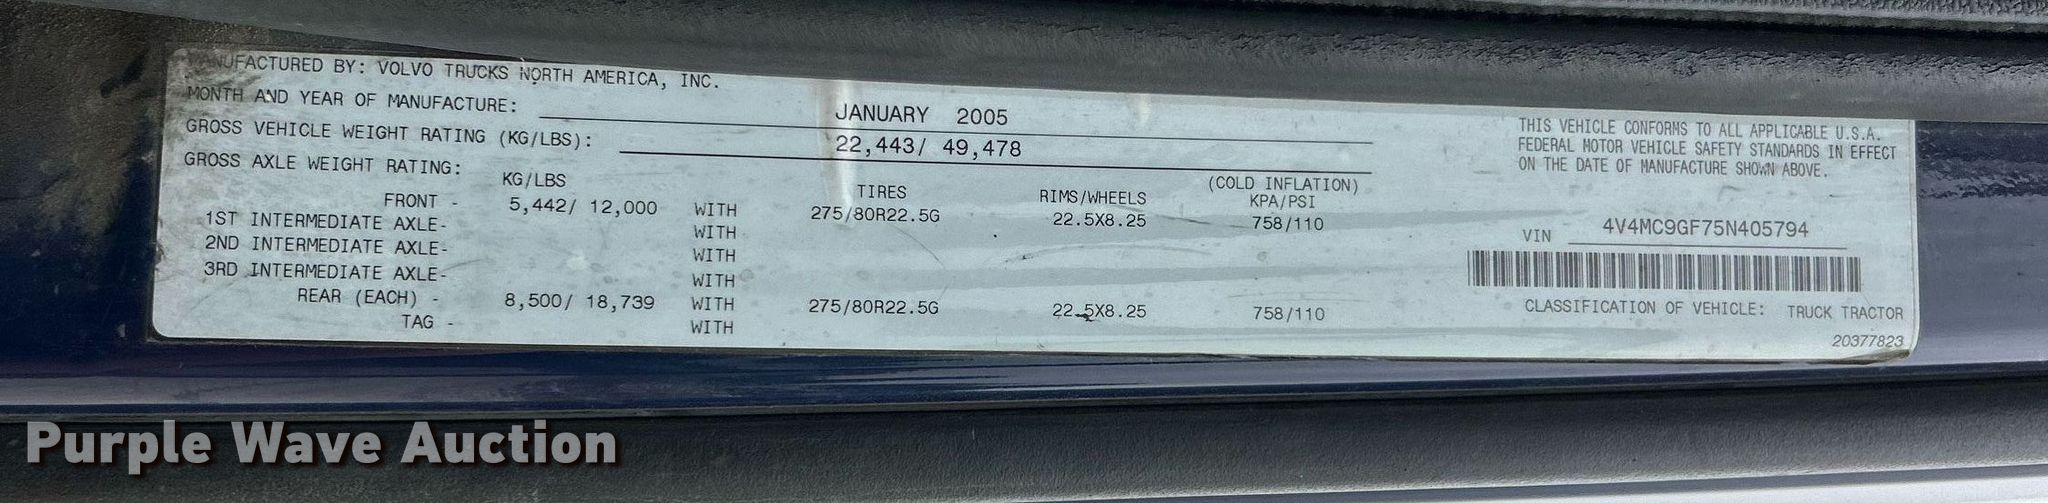 MANUFACTURED BY: VOLVO TRUCKS NORTH AMERICA, INC.
MONTH AND YEAR OF MANUFACTURE: JANUARY 2005
GROSS VEHICLE WEIGHT RATING (KG/LBS): 22,443/ 49,478
GROSS AXLE WEIGHT RATING:
KG/LBS TIRES RIMS/WHEELS (COLD INFLATION) KPA/PSI
FRONT - 5,442/ 12,000 WITH 275/80R22.5G 22.5X8.25 758/110
1ST INTERMEDIATE AXLE- WITH
2ND INTERMEDIATE AXLE- WITH
3RD INTERMEDIATE AXLE- WITH
REAR (EACH) - 8,500/ 18,739 WITH 275/80R22.5G 22.5X8.25 758/110
TAG - WITH
THIS VEHICLE CONFORMS TO ALL APPLICABLE U.S.A.
FEDERAL MOTOR VEHICLE SAFETY STANDARDS IN EFFECT
ON THE DATE OF MANUFACTURE SHOWN ABOVE.
VIN 4V4MC9GF75N405794
CLASSIFICATION OF VEHICLE: TRUCK TRACTOR
20377823
Purple Wave Auction